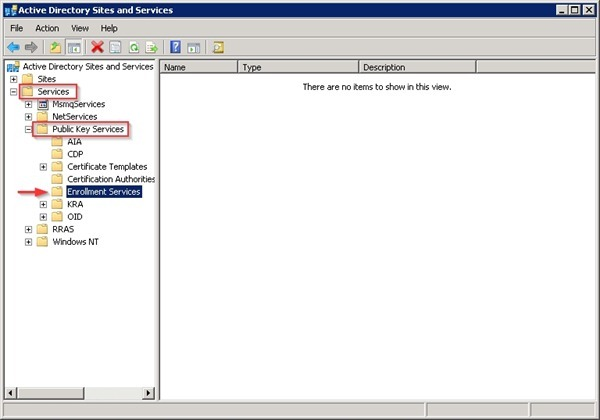 Active Directory Sites and Services
File Action View Help
Active Directory Sites and Services
Name Type Description
Sites
There are no items to show in this view.
Services
MsmqServices
NetServices
Public Key Services
AIA
CDP
Certificate Templates
Certification Authorities
Enrollment Services
KRA
OID
RRAS
Windows NT